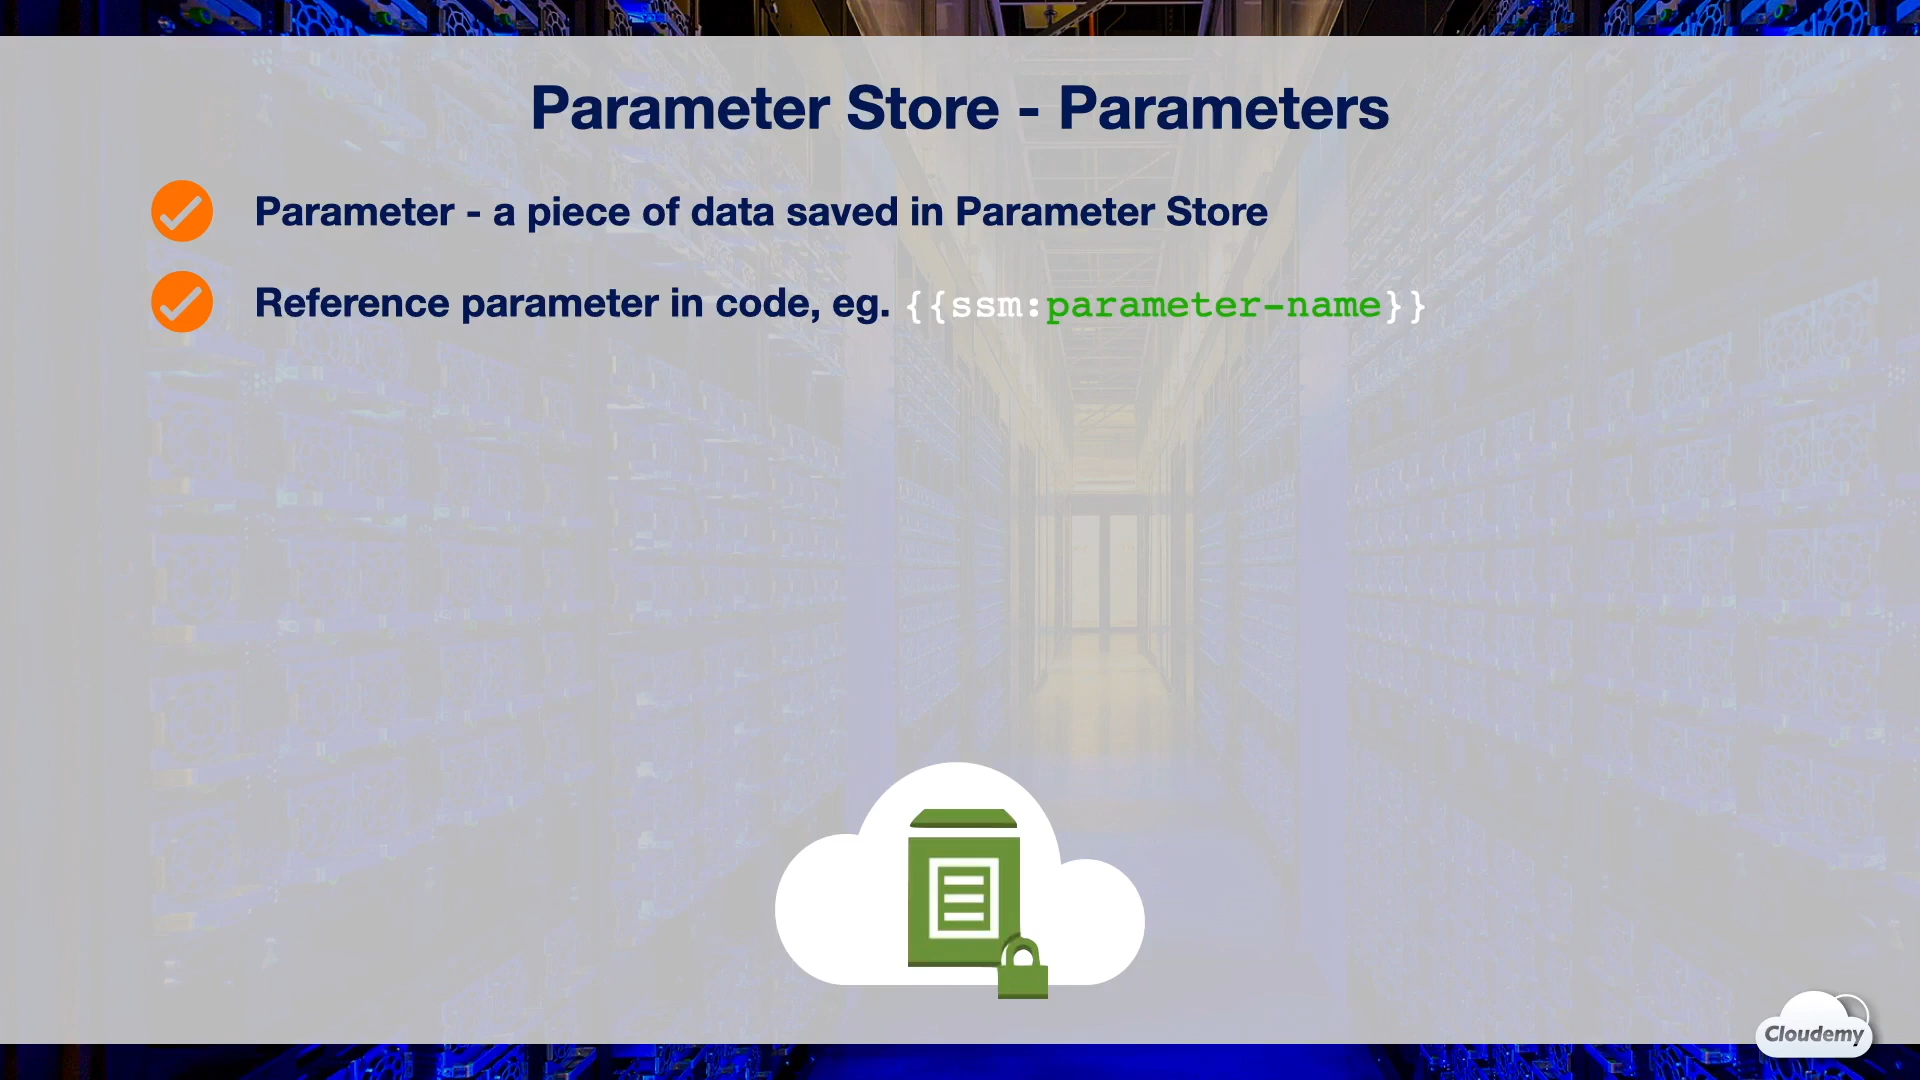 Parameter Store - Parameters
Parameter - a piece of data saved in Parameter Store
Reference parameter in code, eg. {{ssm:parameter-name}}
Cloudemy